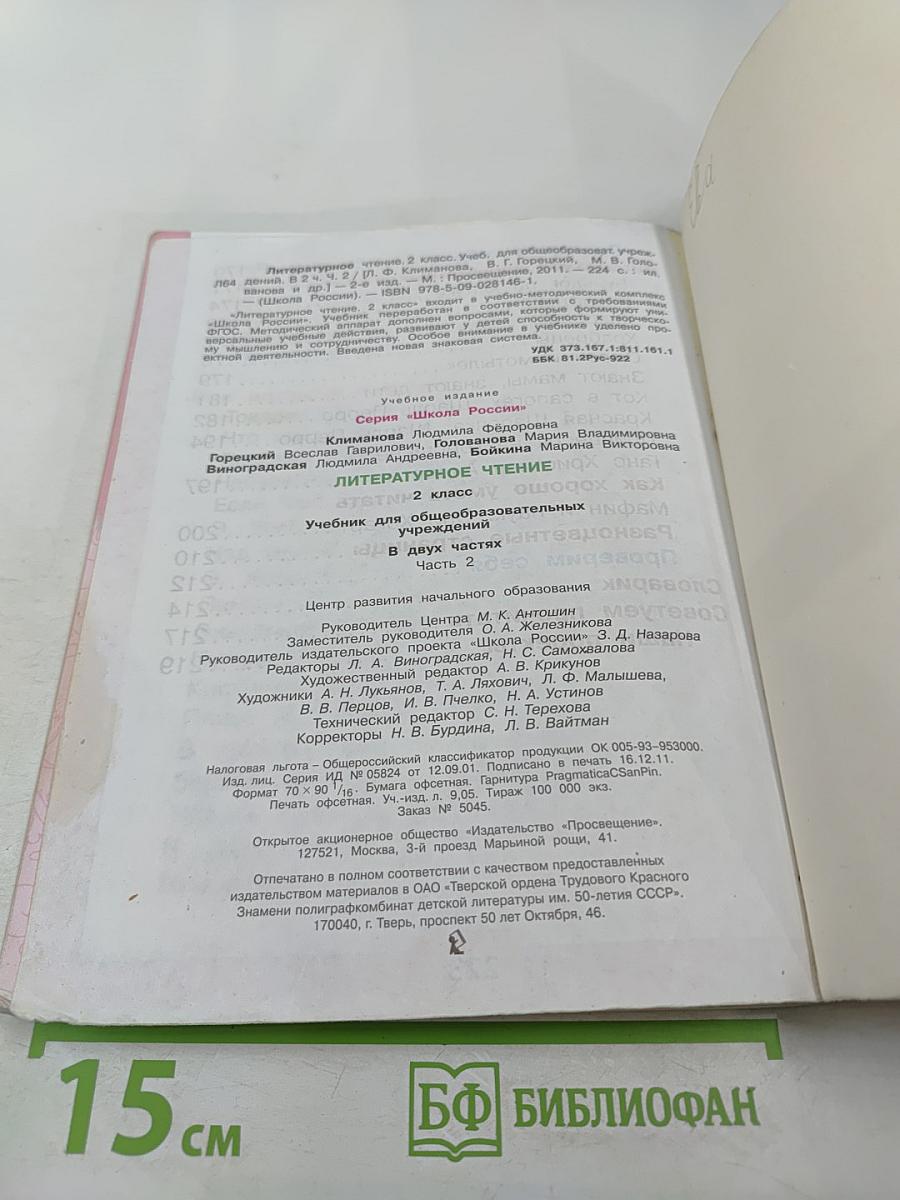 Литературное чтение. 2 класс. Учеб. для общеобразоват. учреж-
Л64 дений. В 2 ч. Ч. 2 / [Л. Ф. Климанова, В. Г. Горецкий, М. В. Голо-
ванова и др.] — 2-е изд. — М. : Просвещение, 2011. — 224 с. : ил.
— (Школа России). — ISBN 978-5-09-028146-1.
«Литературное чтение. 2 класс» входит в учебно-методический комплекс
«Школа России». Учебник переработан в соответствии с требованиями
ФГОС. Методический аппарат дополнен вопросами, которые формируют уни-
версальные учебные действия, развивают у детей способность к творческо-
му мышлению и сотрудничеству. Особое внимание в учебнике уделено про-
ектной деятельности. Введена новая знаковая система.
УДК 373.167.1:811.161.1
ББК 81.2Рус-922
Учебное издание
Серия «Школа России»
Климанова Людмила Фёдоровна
Горецкий Всеслав Гаврилович, Голованова Мария Владимировна
Виноградская Людмила Андреевна, Бойкина Марина Викторовна
ЛИТЕРАТУРНОЕ ЧТЕНИЕ
2 класс
Учебник для общеобразовательных
учреждений
В двух частях
Часть 2
Центр развития начального образования
Руководитель Центра М. К. Антошин
Заместитель руководителя О. А. Железникова
Руководитель издательского проекта «Школа России» З. Д. Назарова
Редакторы Л. А. Виноградская, Н. С. Самохвалова
Художественный редактор А. В. Крикунов
Художники А. Н. Лукьянов, Т. А. Ляхович, Л. Ф. Малышева,
В. В. Перцов, И. В. Пчелко, Н. А. Устинов
Технический редактор С. Н. Терехова
Корректоры Н. В. Бурдина, Л. В. Вайтман
Налоговая льгота – Общероссийский классификатор продукции ОК 005-93–953000.
Изд. лиц. Серия ИД № 05824 от 12.09.01. Подписано в печать 16.12.11.
Формат 70 × 90 1/16. Бумага офсетная. Гарнитура PragmaticaCSanPin.
Печать офсетная. Уч.-изд. л. 9,05. Тираж 100 000 экз.
Заказ № 5045.
Открытое акционерное общество «Издательство «Просвещение».
127521, Москва, 3-й проезд Марьиной рощи, 41.
Отпечатано в полном соответствии с качеством предоставленных
издательством материалов в ОАО «Тверской ордена Трудового Красного
Знамени полиграфкомбинат детской литературы им. 50-летия СССР».
170040, г. Тверь, проспект 50 лет Октября, 46.
15 см
БФ БИБЛИОФАН